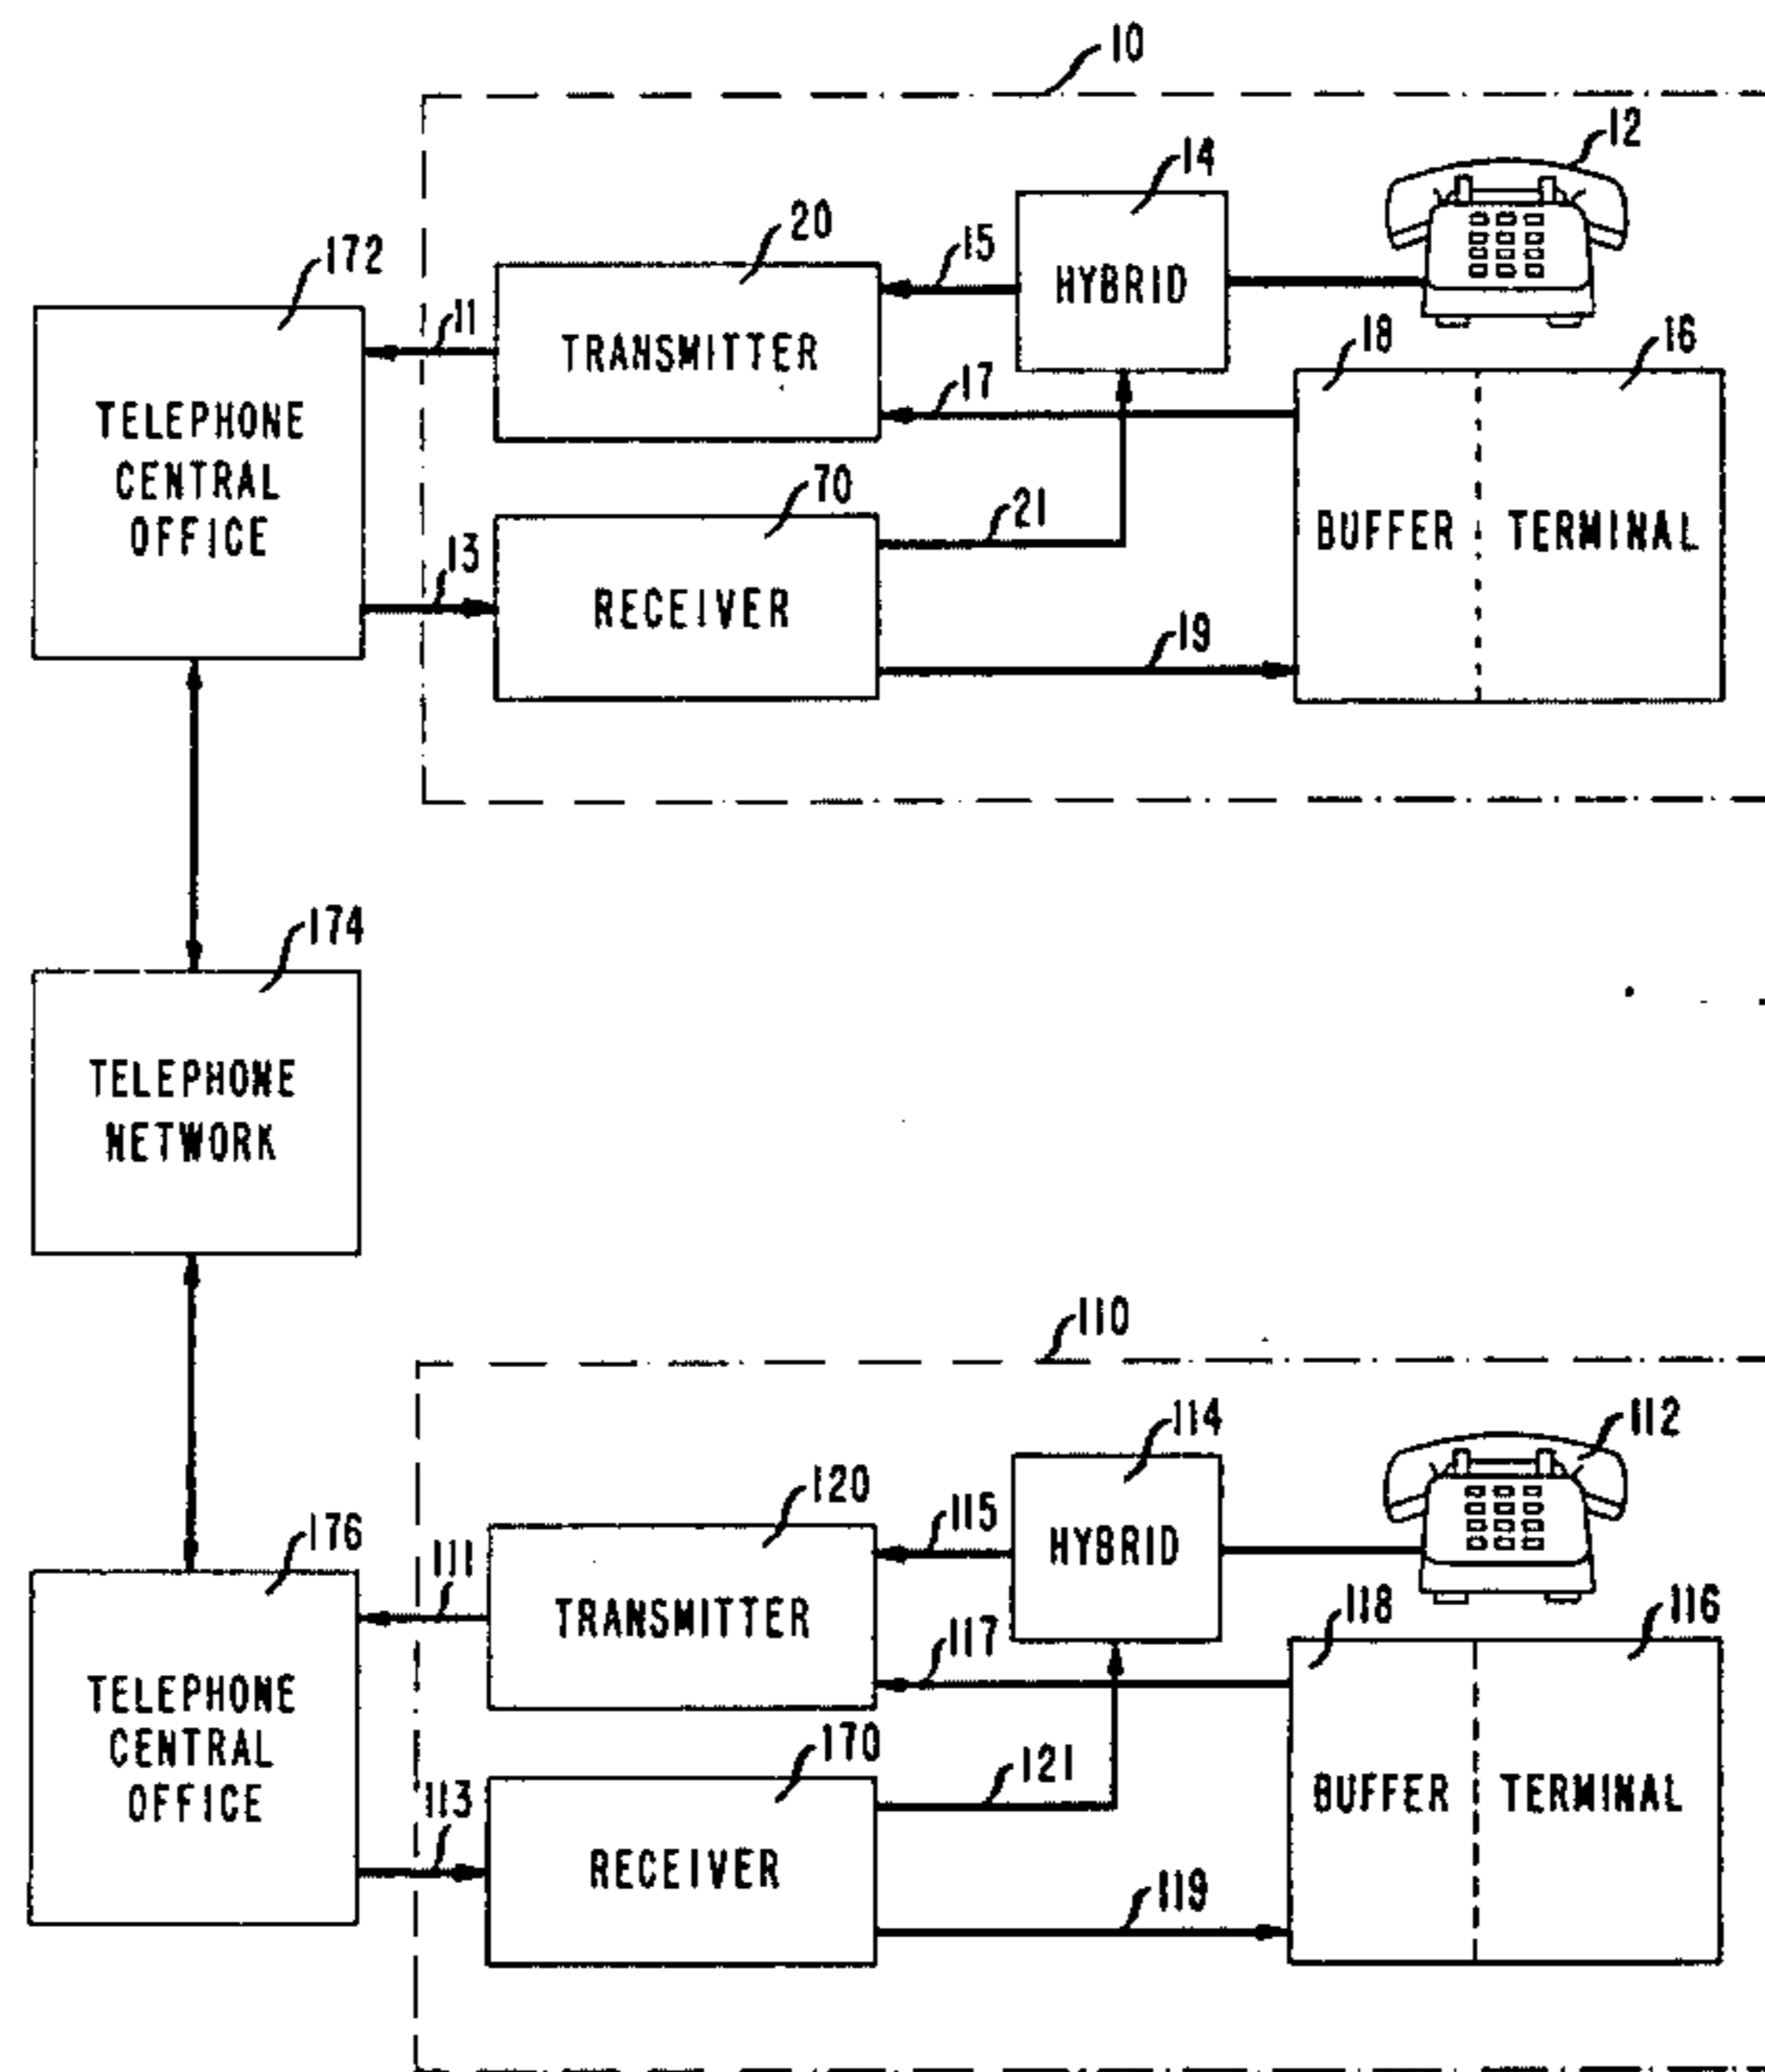 10
12
14
20
15
172
HYBRID
11
TRANSMITTER
18
16
17
TELEPHONE
CENTRAL
OFFICE
70
21
BUFFER
TERMINAL
13
RECEIVER
19
174
TELEPHONE
NETWORK
110
112
114
120
115
176
HYBRID
111
TRANSMITTER
118
116
117
TELEPHONE
CENTRAL
OFFICE
170
121
BUFFER
TERMINAL
113
RECEIVER
119